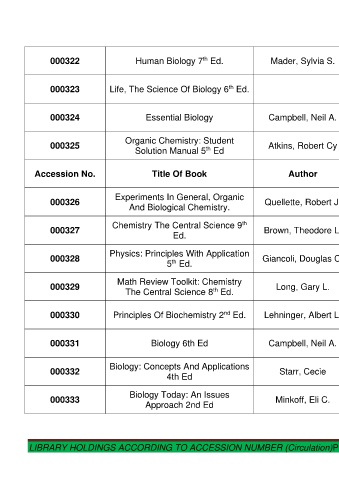 000322 Human Biology 7th Ed. Mader, Sylvia S.
000323 Life, The Science Of Biology 6th Ed.
000324 Essential Biology Campbell, Neil A.
000325 Organic Chemistry: Student Solution Manual 5th Ed Atkins, Robert Cy
Accession No. Title Of Book Author
000326 Experiments In General, Organic And Biological Chemistry. Quellette, Robert J
000327 Chemistry The Central Science 9th Ed. Brown, Theodore L
000328 Physics: Principles With Application 5th Ed. Giancoli, Douglas C
000329 Math Review Toolkit: Chemistry The Central Science 8th Ed. Long, Gary L.
000330 Principles Of Biochemistry 2nd Ed. Lehninger, Albert L
000331 Biology 6th Ed Campbell, Neil A.
000332 Biology: Concepts And Applications 4th Ed Starr, Cecie
000333 Biology Today: An Issues Approach 2nd Ed Minkoff, Eli C.
LIBRARY HOLDINGS ACCORDING TO ACCESSION NUMBER (Circulation)F